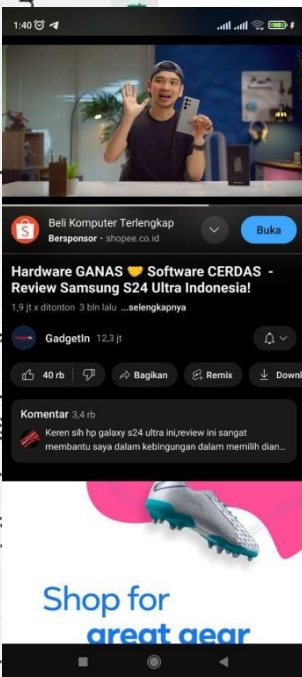 1:40
Beli Komputer Terlengkap
Bersponsor · shopee.co.id
Buka
Hardware GANAS 🤝 Software CERDAS -
Review Samsung S24 Ultra Indonesia!
1,9 jt x ditonton 3 bln lalu ...selengkapnya
GadgetIn 12,3 jt
40 rb
Bagikan
Remix
Downl
Komentar 3,4 rb
Keren sih hp galaxy s24 ultra ini,review ini sangat
membantu saya dalam kebingungan dalam memilih dian...
Shop for
great gear